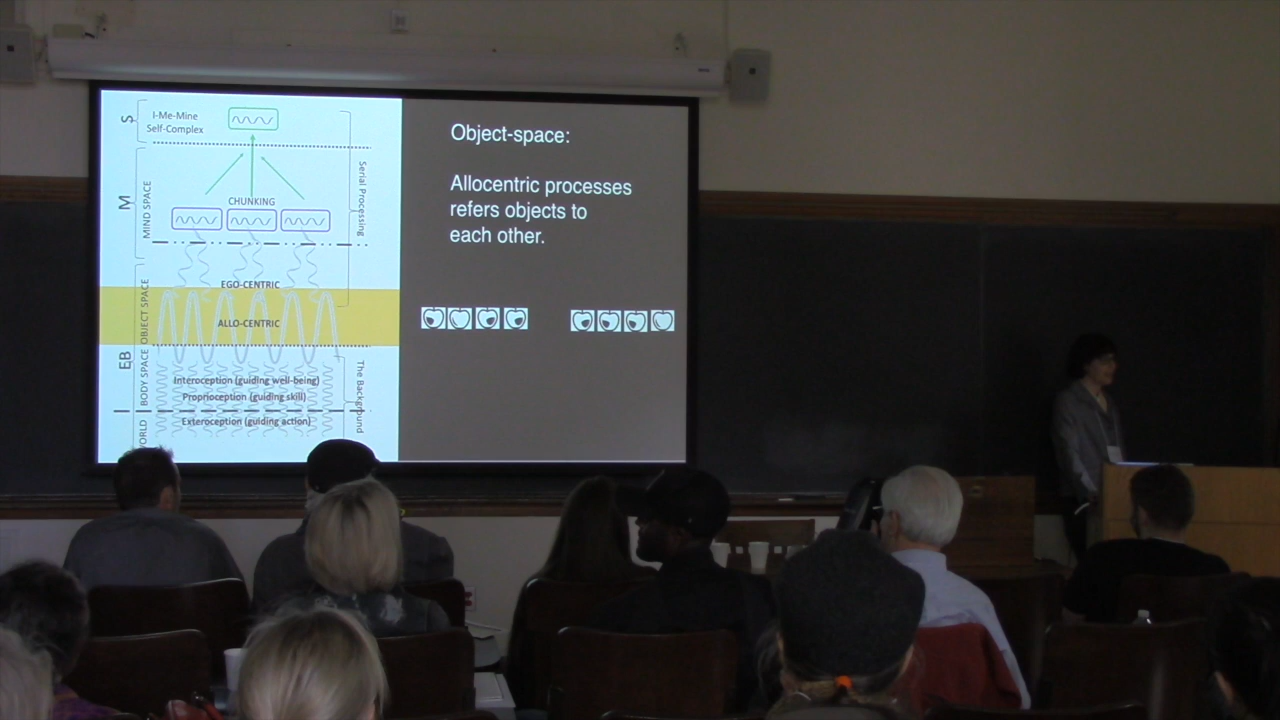 S
I-Me-Mine
Self-Complex
Serial Processing
M
MIND SPACE
CHUNKING
EGO-CENTRIC
OBJECT SPACE
ALLO-CENTRIC
EB
BODY SPACE
The Background
Interoception (guiding well-being)
Proprioception (guiding skill)
Exteroception (guiding action)
Object-space:
Allocentric processes
refers objects to
each other.